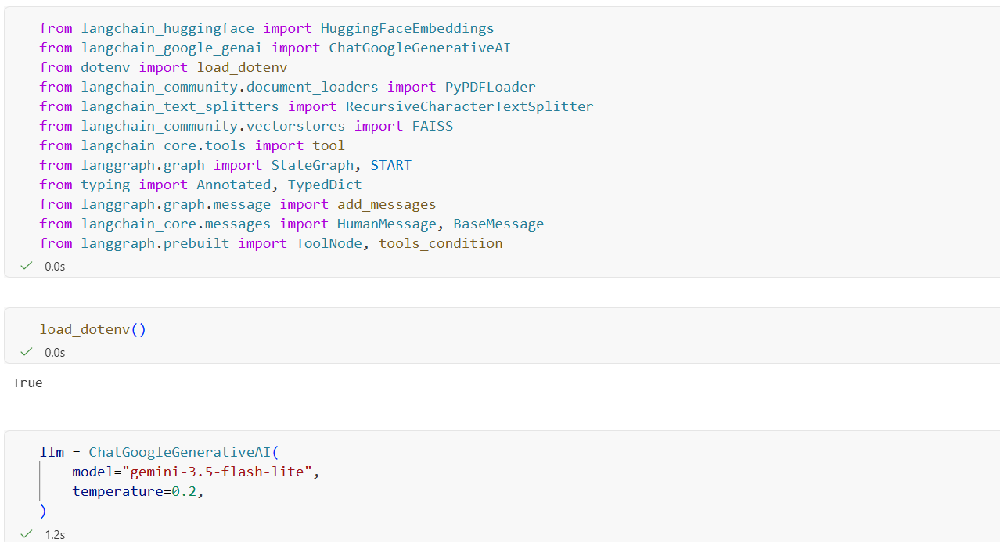 from langchain_huggingface import HuggingFaceEmbeddings
from langchain_google_genai import ChatGoogleGenerativeAI
from dotenv import load_dotenv
from langchain_community.document_loaders import PyPDFLoader
from langchain_text_splitters import RecursiveCharacterTextSplitter
from langchain_community.vectorstores import FAISS
from langchain_core.tools import tool
from langgraph.graph import StateGraph, START
from typing import Annotated, TypedDict
from langgraph.graph.message import add_messages
from langchain_core.messages import HumanMessage, BaseMessage
from langgraph.prebuilt import ToolNode, tools_condition
0.0s
load_dotenv()
0.0s
True
llm = ChatGoogleGenerativeAI(
    model="gemini-3.5-flash-lite",
    temperature=0.2,
)
1.2s